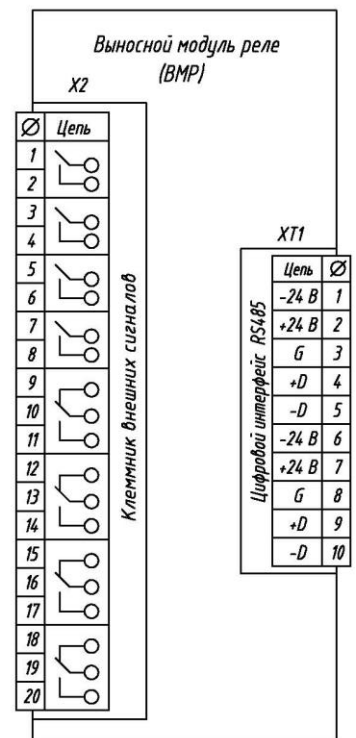 Выносной модуль реле
(ВМР)
X2
Ø Цепь
1
2
3
4
5
6
7
8
9
10
11
12
13
14
15
16
17
18
19
20
Клеммник внешних сигналов
XT1
Цифровой интерфейс RS485
Цепь Ø
-24 В 1
+24 В 2
G 3
+D 4
-D 5
-24 В 6
+24 В 7
G 8
+D 9
-D 10